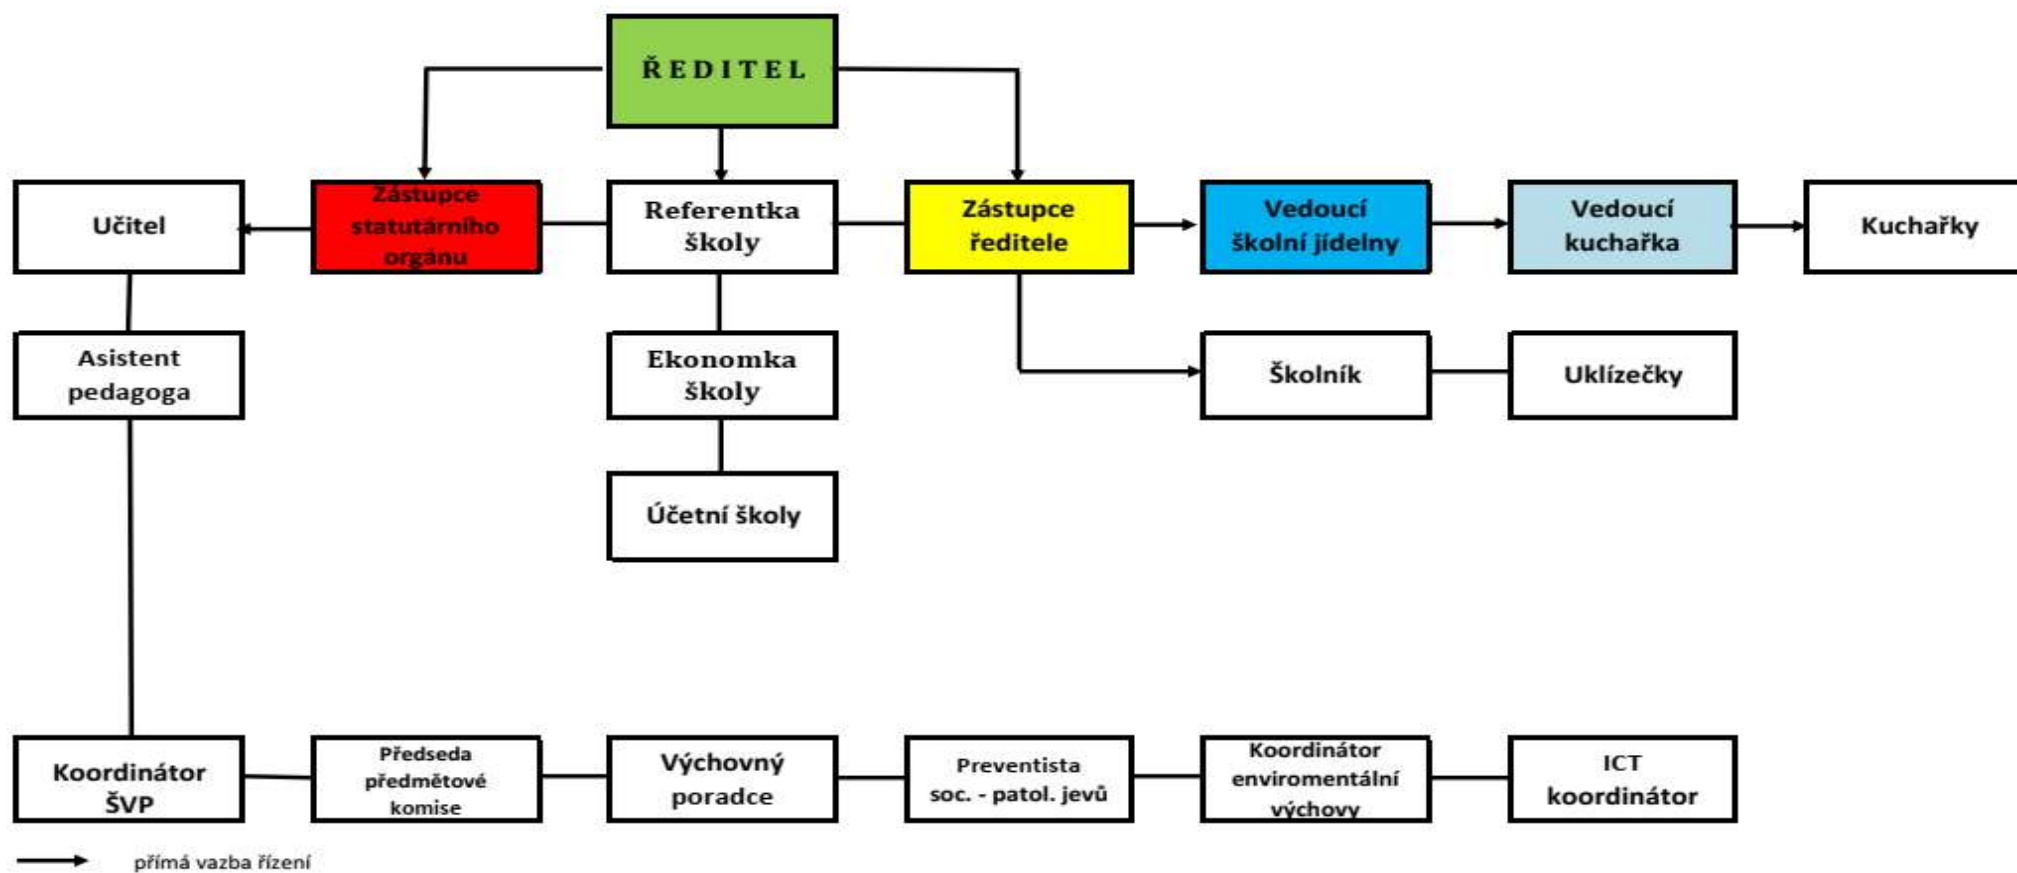 Ř E D I T E L
Učitel
Zástupce
statutárního
orgánu
Referentka
školy
Zástupce
ředitele
Vedoucí
školní jídelny
Vedoucí
kuchařka
Kuchařky
Asistent
pedagoga
Ekonomka
školy
Školník
Uklízečky
Účetní školy
Koordinátor
ŠVP
Předseda
předmětové
komise
Výchovný
poradce
Preventista
soc. - patol. jevů
Koordinátor
enviromentální
výchovy
ICT
koordinátor
přímá vazba řízení